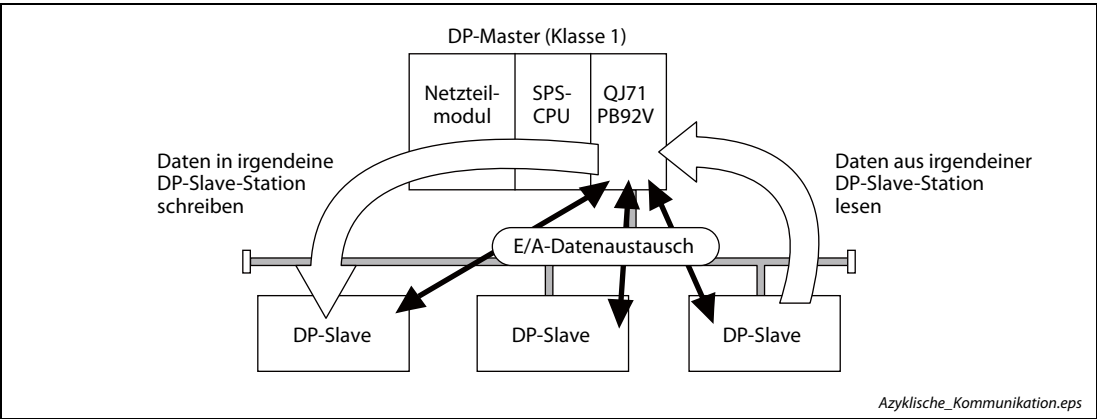 DP-Master (Klasse 1)
Netzteil-
modul
SPS-
CPU
QJ71
PB92V
Daten in irgendeine
DP-Slave-Station
schreiben
Daten aus irgendeiner
DP-Slave-Station
lesen
E/A-Datenaustausch
DP-Slave
DP-Slave
DP-Slave
Azyklische_Kommunikation.eps